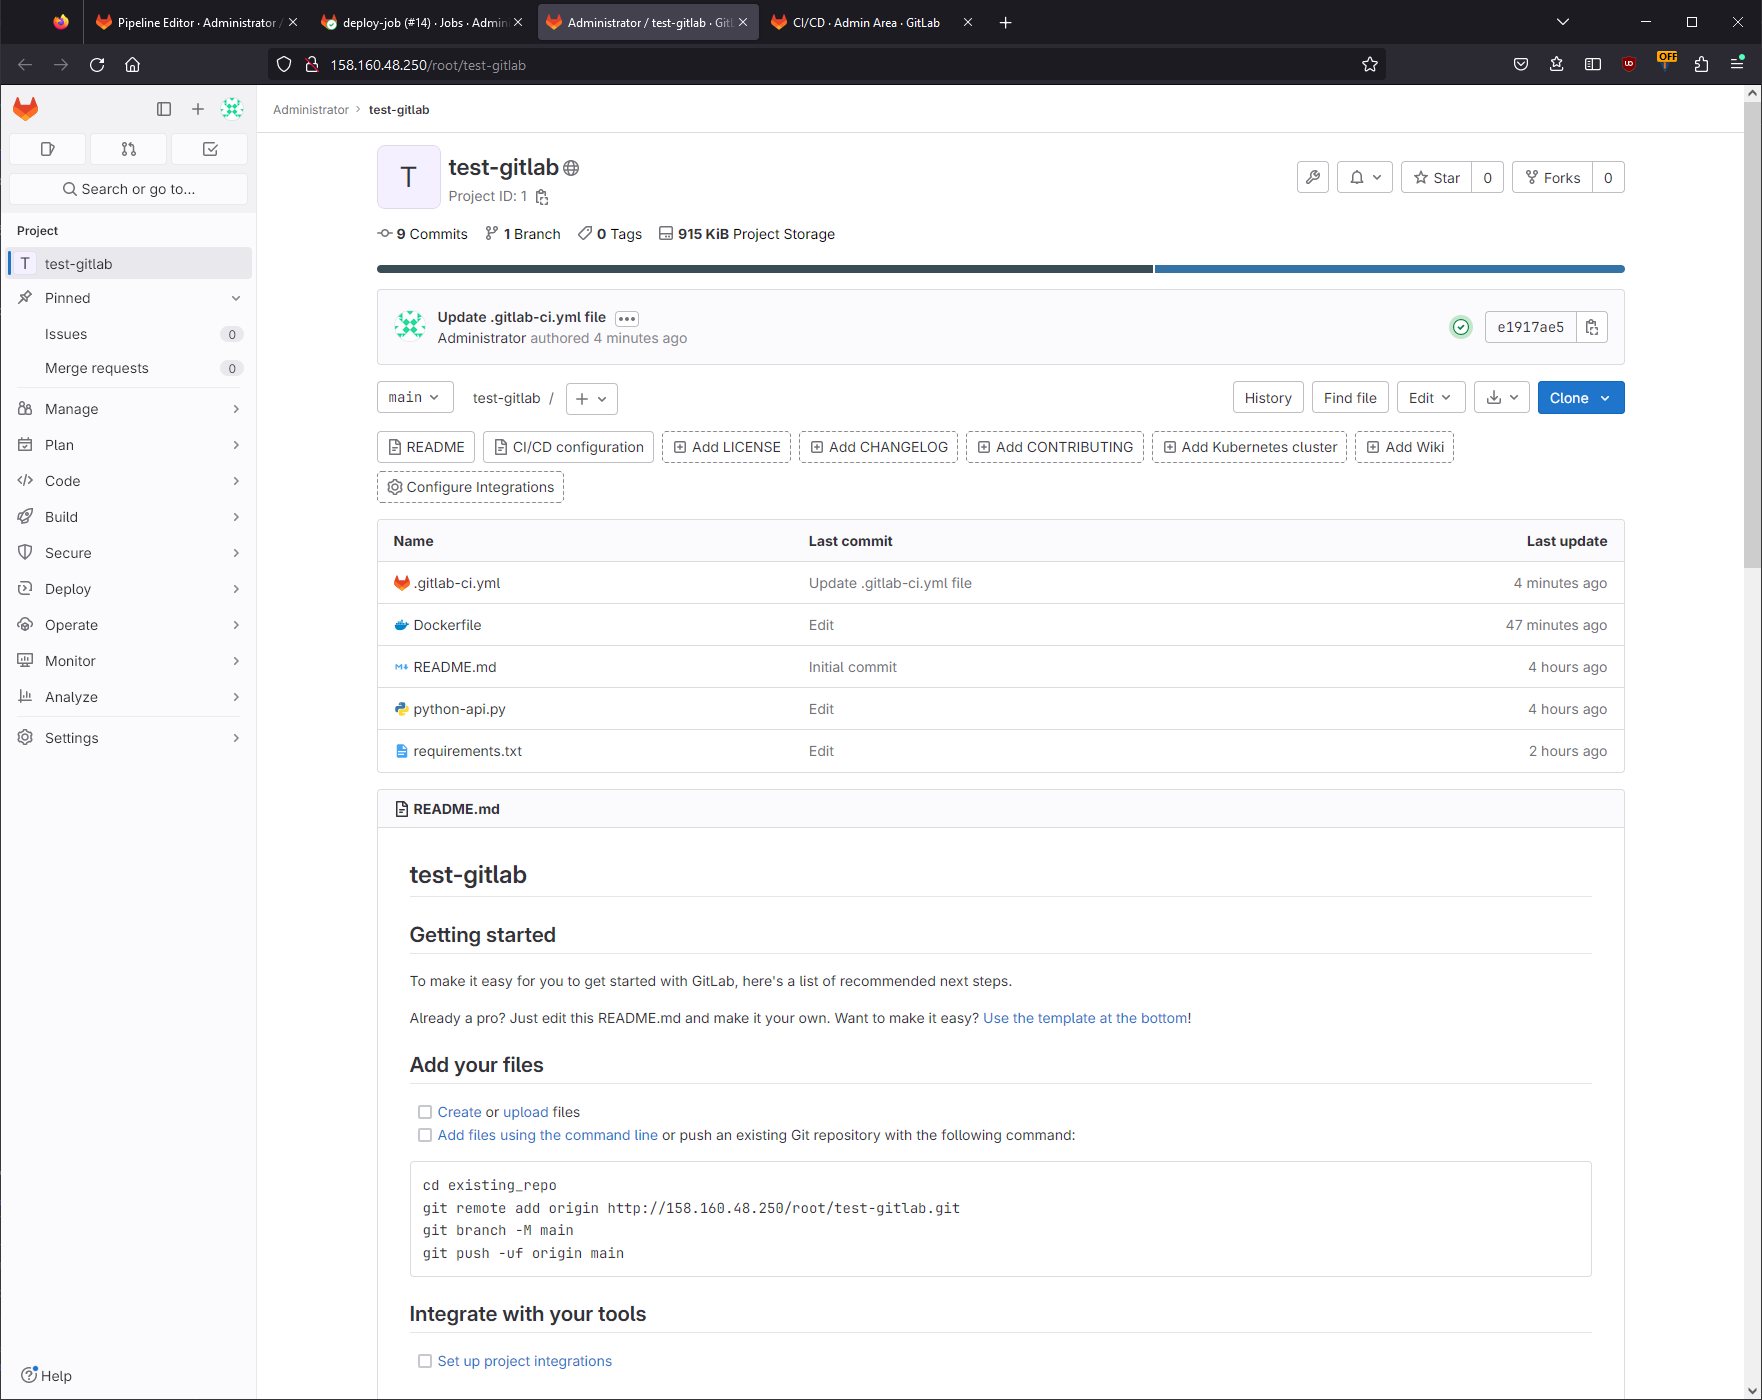 Pipeline Editor · Administrator /
deploy-job (#14) · Jobs · Admin
Administrator / test-gitlab · GitL
CI/CD · Admin Area · GitLab
158.160.48.250/root/test-gitlab
OFF
Administrator > test-gitlab
Search or go to...
Project
T test-gitlab
Pinned
Issues 0
Merge requests 0
Manage
Plan
Code
Build
Secure
Deploy
Operate
Monitor
Analyze
Settings
Help
T
test-gitlab
Project ID: 1
Star 0
Forks 0
9 Commits 1 Branch 0 Tags 915 KiB Project Storage
Update .gitlab-ci.yml file
Administrator authored 4 minutes ago
e1917ae5
main
test-gitlab /
History
Find file
Edit
Clone
README CI/CD configuration Add LICENSE Add CHANGELOG Add CONTRIBUTING Add Kubernetes cluster Add Wiki
Configure Integrations
Name Last commit Last update
.gitlab-ci.yml Update .gitlab-ci.yml file 4 minutes ago
Dockerfile Edit 47 minutes ago
README.md Initial commit 4 hours ago
python-api.py Edit 4 hours ago
requirements.txt Edit 2 hours ago
README.md
test-gitlab
Getting started
To make it easy for you to get started with GitLab, here's a list of recommended next steps.
Already a pro? Just edit this README.md and make it your own. Want to make it easy? Use the template at the bottom!
Add your files
Create or upload files
Add files using the command line or push an existing Git repository with the following command:
cd existing_repo
git remote add origin http://158.160.48.250/root/test-gitlab.git
git branch -M main
git push -uf origin main
Integrate with your tools
Set up project integrations